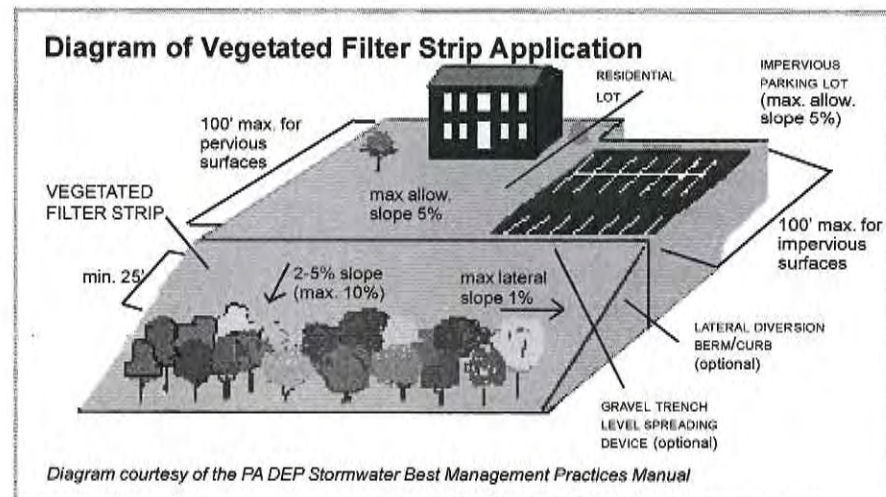 Diagram of Vegetated Filter Strip Application
RESIDENTIAL
LOT
IMPERVIOUS
PARKING LOT
(max. allow.
slope 5%)
100' max. for
pervious
surfaces
max allow.
slope 5%
VEGETATED
FILTER STRIP
100' max. for
impervious
surfaces
min. 25'
2-5% slope
(max. 10%)
max lateral
slope 1%
LATERAL DIVERSION
BERM/CURB
(optional)
GRAVEL TRENCH
LEVEL SPREADING
DEVICE (optional)
Diagram courtesy of the PA DEP Stormwater Best Management Practices Manual